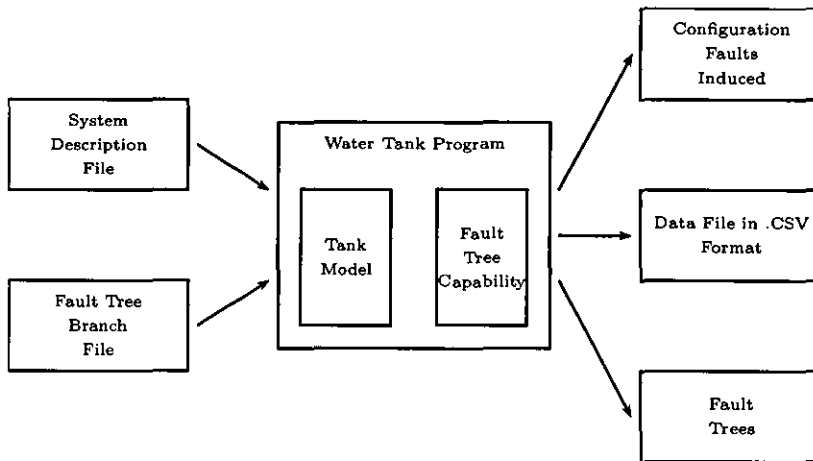 System
Description
File
Fault Tree
Branch
File
Water Tank Program
Tank
Model
Fault
Tree
Capability
Configuration
Faults
Induced
Data File in .CSV
Format
Fault
Trees